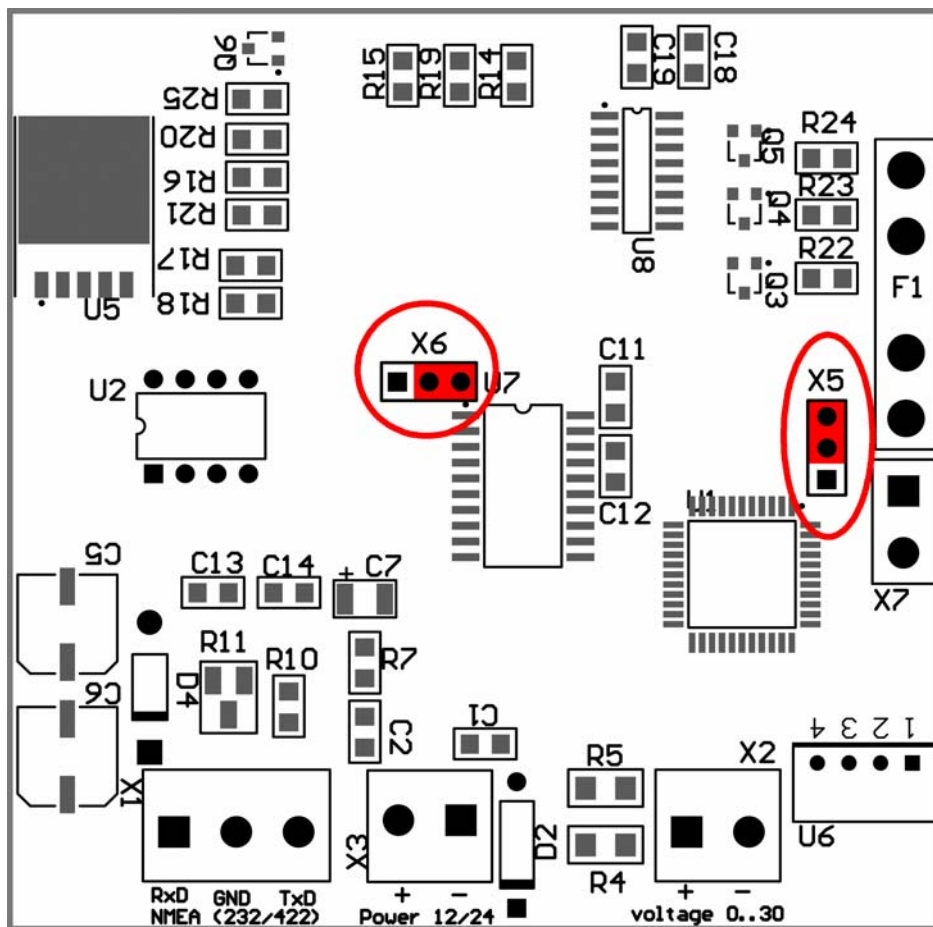 Q6
R25
R20
R16
R21
R17
R18
U5
R15
R19
R14
C19
C18
U8
Q5
Q4
Q3
R24
R23
R22
F1
X6
U7
X5
C11
C12
U2
U1
X7
C5
C6
C13
C14
+ C7
R11
R10
R7
D4
C2
C1
X1
X3
D2
R5
R4
X2
4 3 2 1
U6
RxD GND TxD
NMEA (232/422)
+ -
Power 12/24
+ -
voltage 0..30